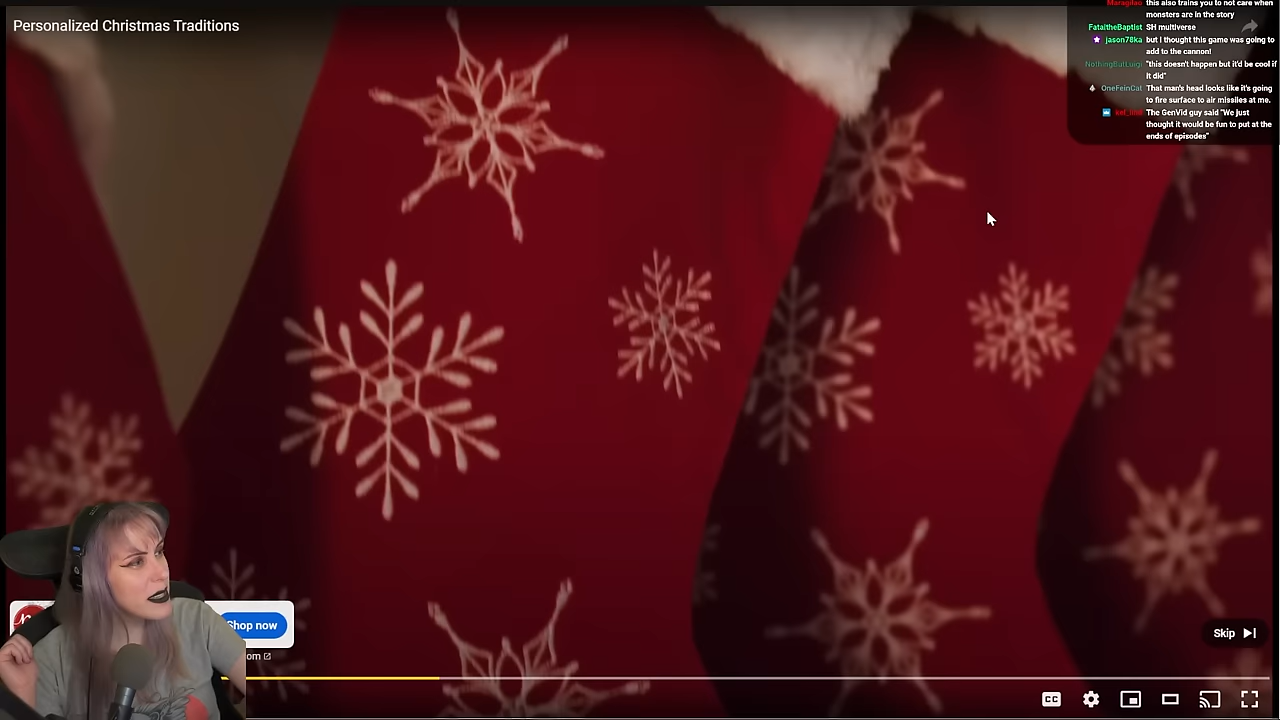 Personalized Christmas Traditions
Maragilao this also trains you to not care when
monsters are in the story
FataltheBaptist SH multiverse
jason78ka but I thought this game was going to
add to the cannon!
NothingButLuigi "this doesn't happen but it'd be cool if
it did"
OneFeinCat That man's head looks like it's going
to fire surface to air missiles at me.
The GenVid guy said "We just
thought it would be fun to put at the
ends of episodes"
Shop now
om
Skip
CC